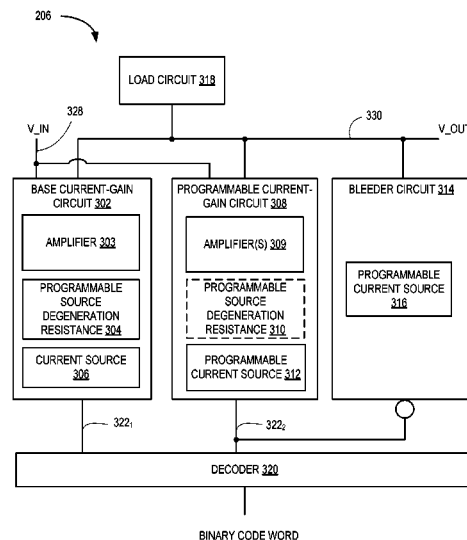 206
LOAD CIRCUIT 318
V_IN
328
330
V_OUT
BASE CURRENT-GAIN
CIRCUIT 302
AMPLIFIER 303
PROGRAMMABLE
SOURCE
DEGENERATION
RESISTANCE 304
CURRENT SOURCE
306
PROGRAMMABLE CURRENT-
GAIN CIRCUIT 308
AMPLIFIER(S) 309
PROGRAMMABLE
SOURCE
DEGENERATION
RESISTANCE 310
PROGRAMMABLE
CURRENT SOURCE 312
BLEEDER CIRCUIT 314
PROGRAMMABLE
CURRENT SOURCE
316
322₁
322₂
DECODER 320
BINARY CODE WORD